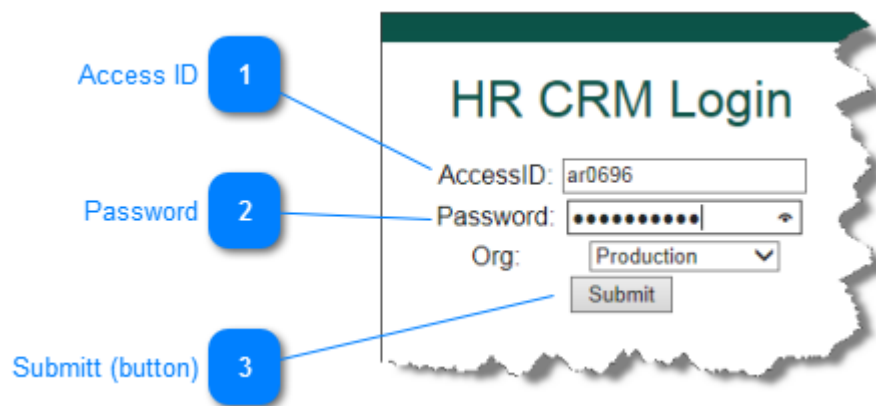 Access ID 1
HR CRM Login
AccessID: ar0696
Password 2
Password: ••••••••••
Org: Production
Submit
Submitt (button) 3